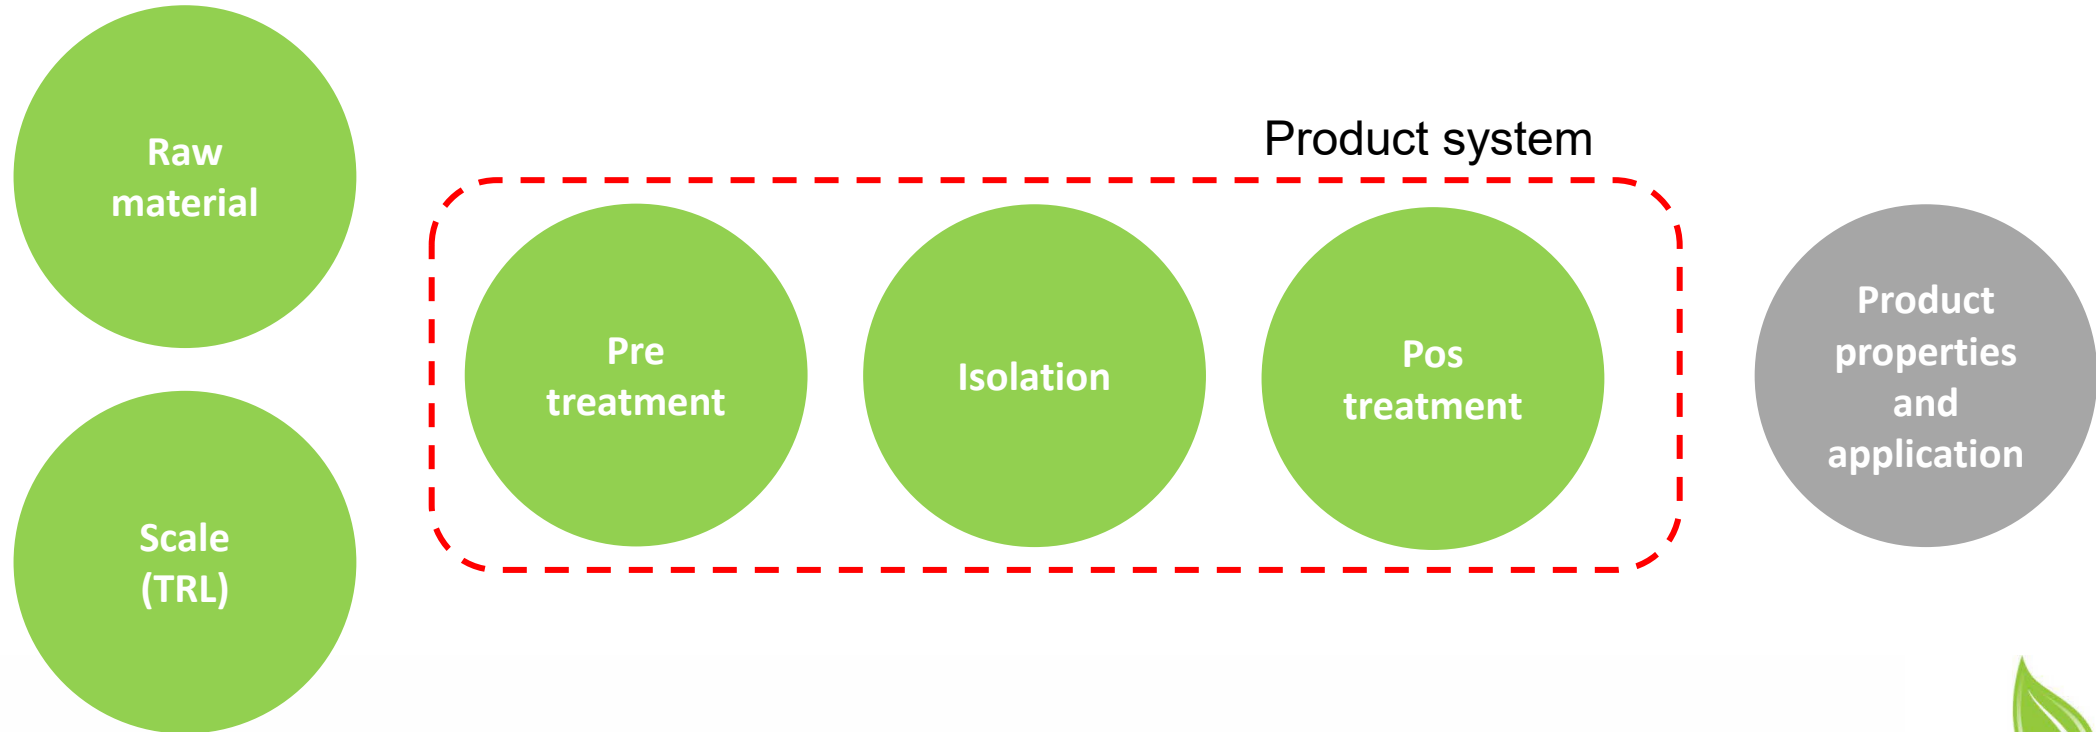 Raw
material
Scale
(TRL)
Product system
Pre
treatment
Isolation
Pos
treatment
Product
properties
and
application